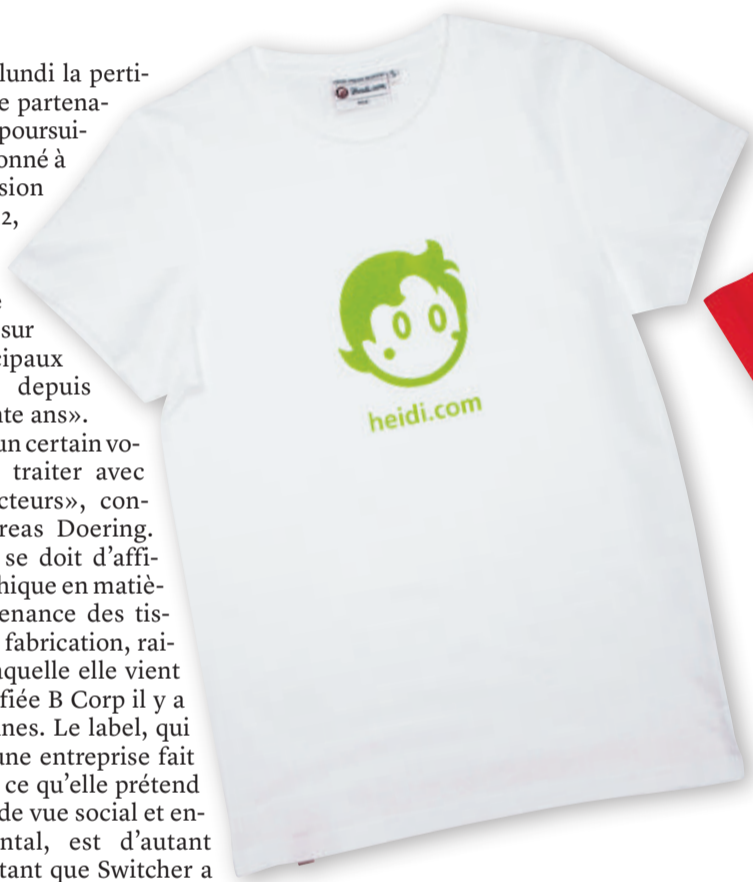 lundi la perti-
e partena-
poursui-
onné à
sion
2,
sur
cipaux
depuis
nte ans».
un certain vo-
traiter avec
cteurs», con-
reas Doering.
se doit d'affi-
hique en matiè-
enance des tis-
fabrication, rai-
aquelle elle vient
fiée B Corp il y a
nes. Le label, qui
une entreprise fait
ce qu'elle prétend
de vue social et en-
ntal, est d'autant
tant que Switcher a
heidi.com